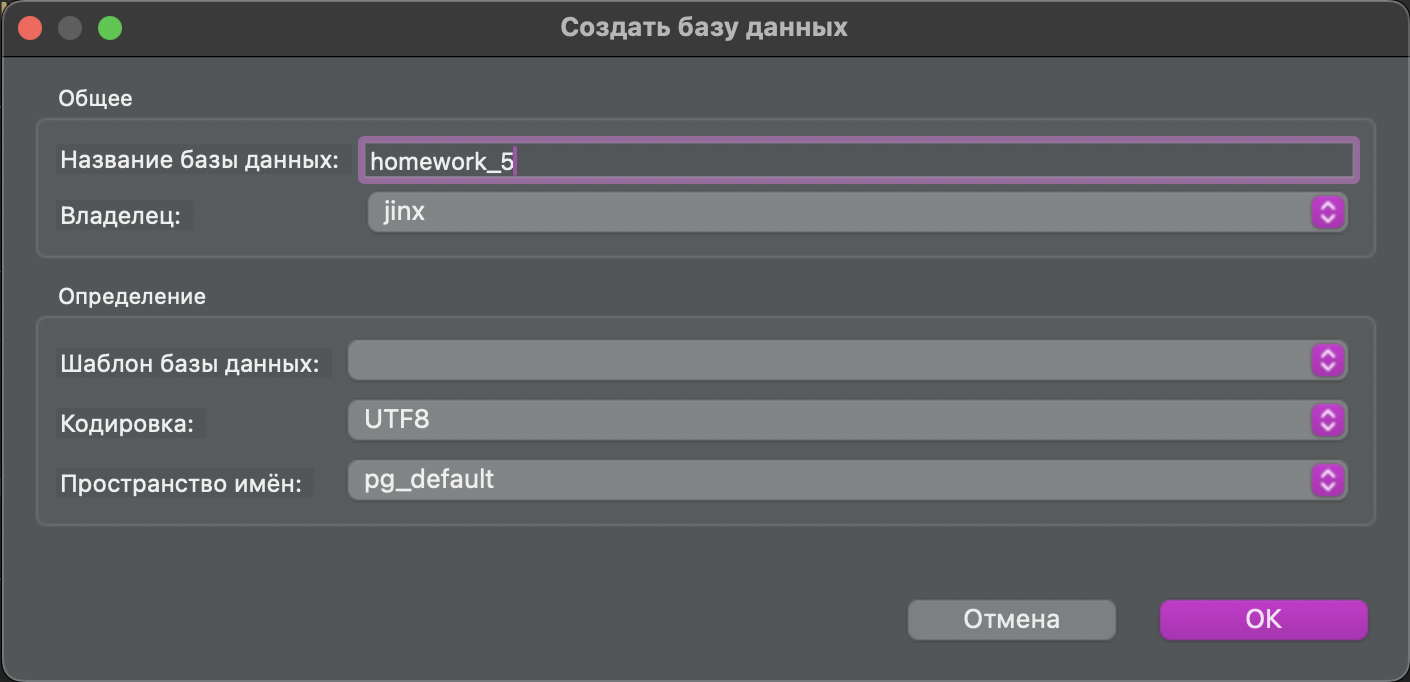 Создать базу данных
Общее
Название базы данных: homework_5
Владелец: jinx
Определение
Шаблон базы данных:
Кодировка: UTF8
Пространство имён: pg_default
Отмена OK